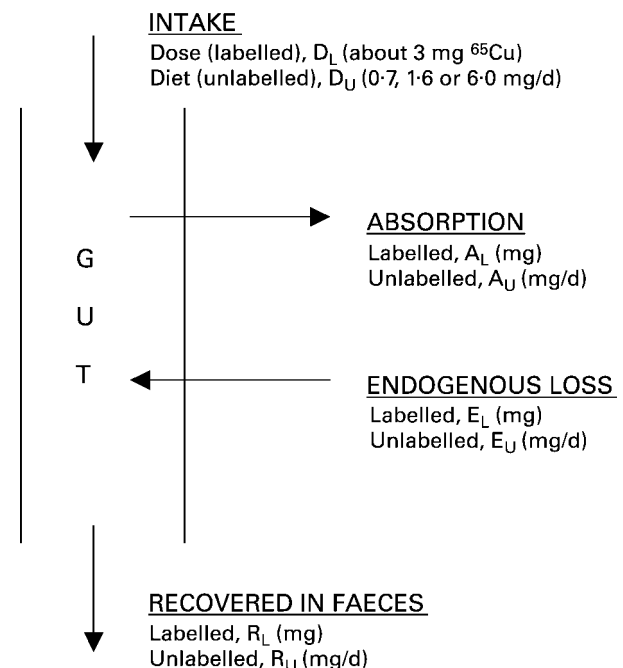 INTAKE
Dose (labelled), D_L (about 3 mg ⁶⁵Cu)
Diet (unlabelled), D_U (0·7, 1·6 or 6·0 mg/d)
ABSORPTION
Labelled, A_L (mg)
Unlabelled, A_U (mg/d)
G
U
T
ENDOGENOUS LOSS
Labelled, E_L (mg)
Unlabelled, E_U (mg/d)
RECOVERED IN FAECES
Labelled, R_L (mg)
Unlabelled, R_U (mg/d)